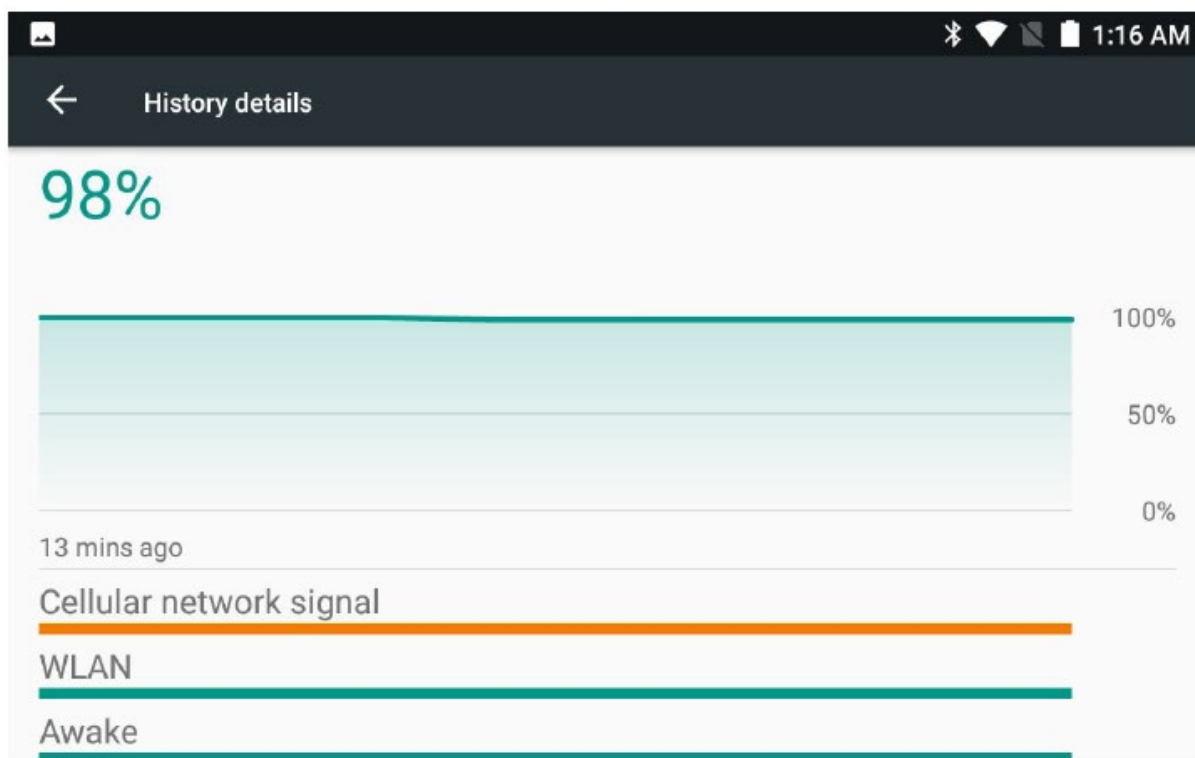 1:16 AM
History details
98%
100%
50%
0%
13 mins ago
Cellular network signal
WLAN
Awake